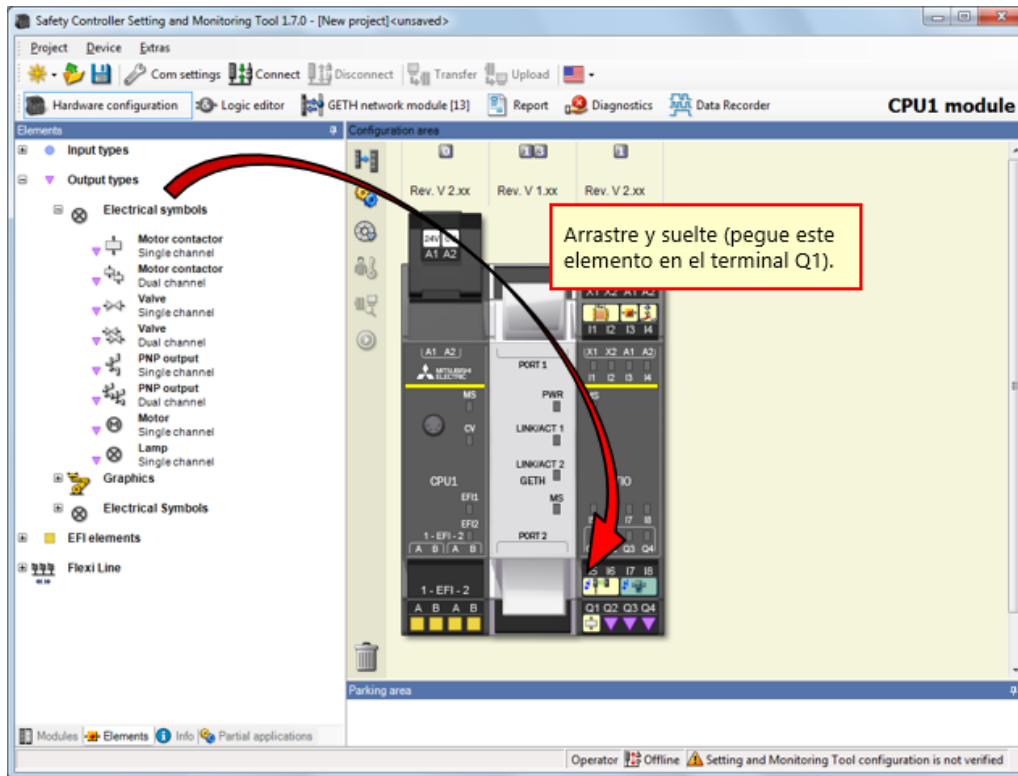 Safety Controller Setting and Monitoring Tool 1.7.0 - [New project]<unsaved>
Project Device Extras
Com settings Connect Disconnect Transfer Upload
Hardware configuration Logic editor GETH network module [13] Report Diagnostics Data Recorder CPU1 module
Elements
Configuration area
Input types
Output types
Electrical symbols
Motor contactor
Single channel
Motor contactor
Dual channel
Valve
Single channel
Valve
Dual channel
PNP output
Single channel
PNP output
Dual channel
Motor
Single channel
Lamp
Single channel
Graphics
Electrical Symbols
EFI elements
Flexi Line
0 13 1
Rev. V 2.xx Rev. V 1.xx Rev. V 2.xx
Arrastre y suelte (pegue este
elemento en el terminal Q1).
24V
A1 A2
X1 X2 A1 A2
I1 I2 I3 I4
A1 A2
PORT 1
X1 X2 A1 A2
MITSUBISHI
ELECTRIC
I1 I2 I3 I4
MS
PWR
MS
CV
LINK/ACT 1
LINK/ACT 2
CPU1
GETH
EFI1
MS
I7 I8
EFI2
1 - EFI - 2
PORT 2
A B A B
Q3 Q4
1 - EFI - 2
I6 I7 I8
A B A B
Q1 Q2 Q3 Q4
Parking area
Modules Elements Info Partial applications
Operator Offline Setting and Monitoring Tool configuration is not verified